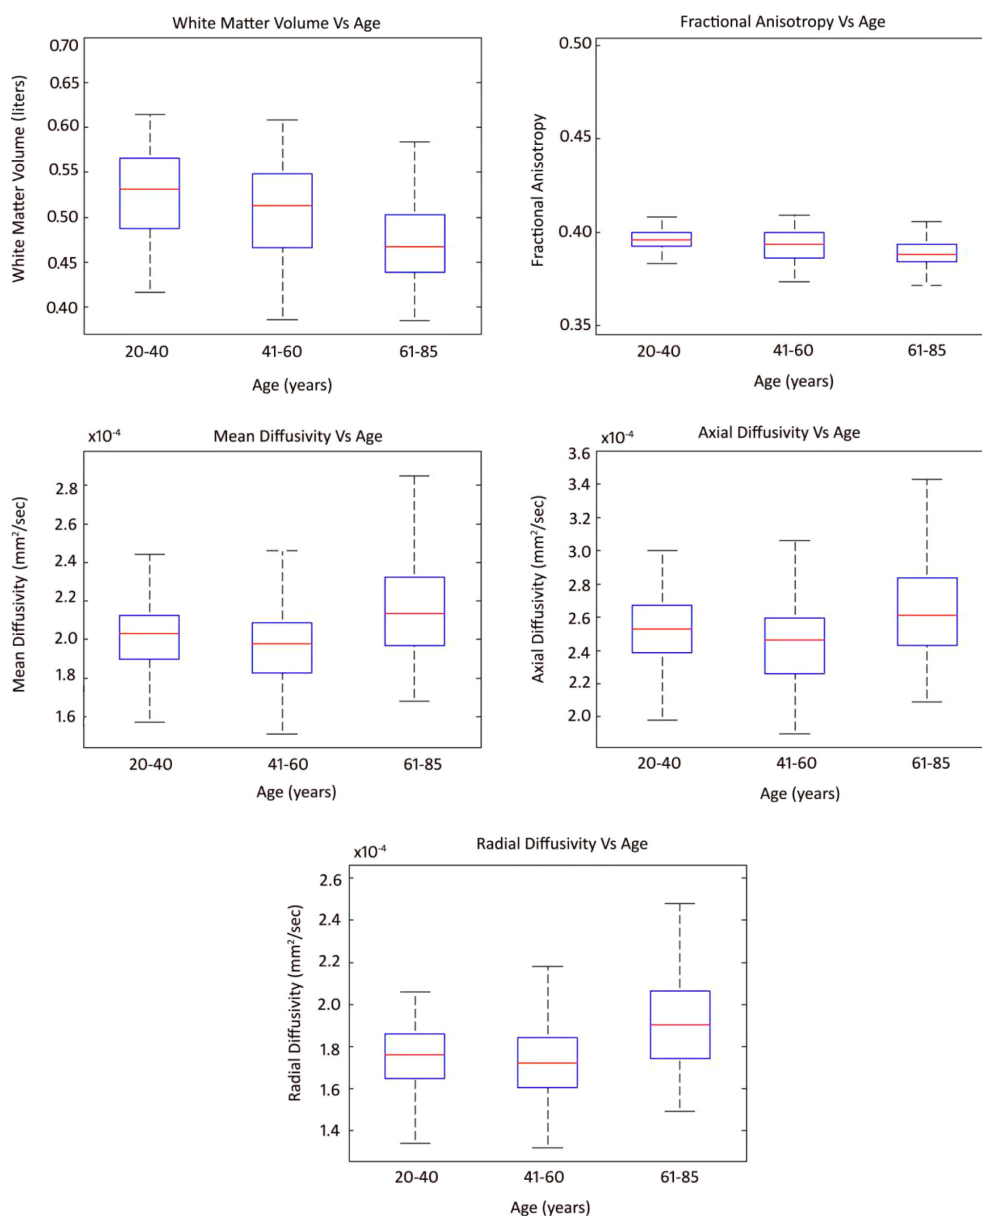 White Matter Volume Vs Age
White Matter Volume (liters)
0.70
0.65
0.60
0.55
0.50
0.45
0.40
20-40 41-60 61-85
Age (years)
Fractional Anisotropy Vs Age
Fractional Anisotropy
0.50
0.45
0.40
0.35
20-40 41-60 61-85
Age (years)
Mean Diffusivity Vs Age
x10⁻⁴
Mean Diffusivity (mm²/sec)
2.8
2.6
2.4
2.2
2.0
1.8
1.6
20-40 41-60 61-85
Age (years)
Axial Diffusivity Vs Age
x10⁻⁴
Axial Diffusivity (mm²/sec)
3.6
3.4
3.2
3.0
2.8
2.6
2.4
2.2
2.0
20-40 41-60 61-85
Age (years)
Radial Diffusivity Vs Age
x10⁻⁴
Radial Diffusivity (mm²/sec)
2.6
2.4
2.2
2.0
1.8
1.6
1.4
20-40 41-60 61-85
Age (years)